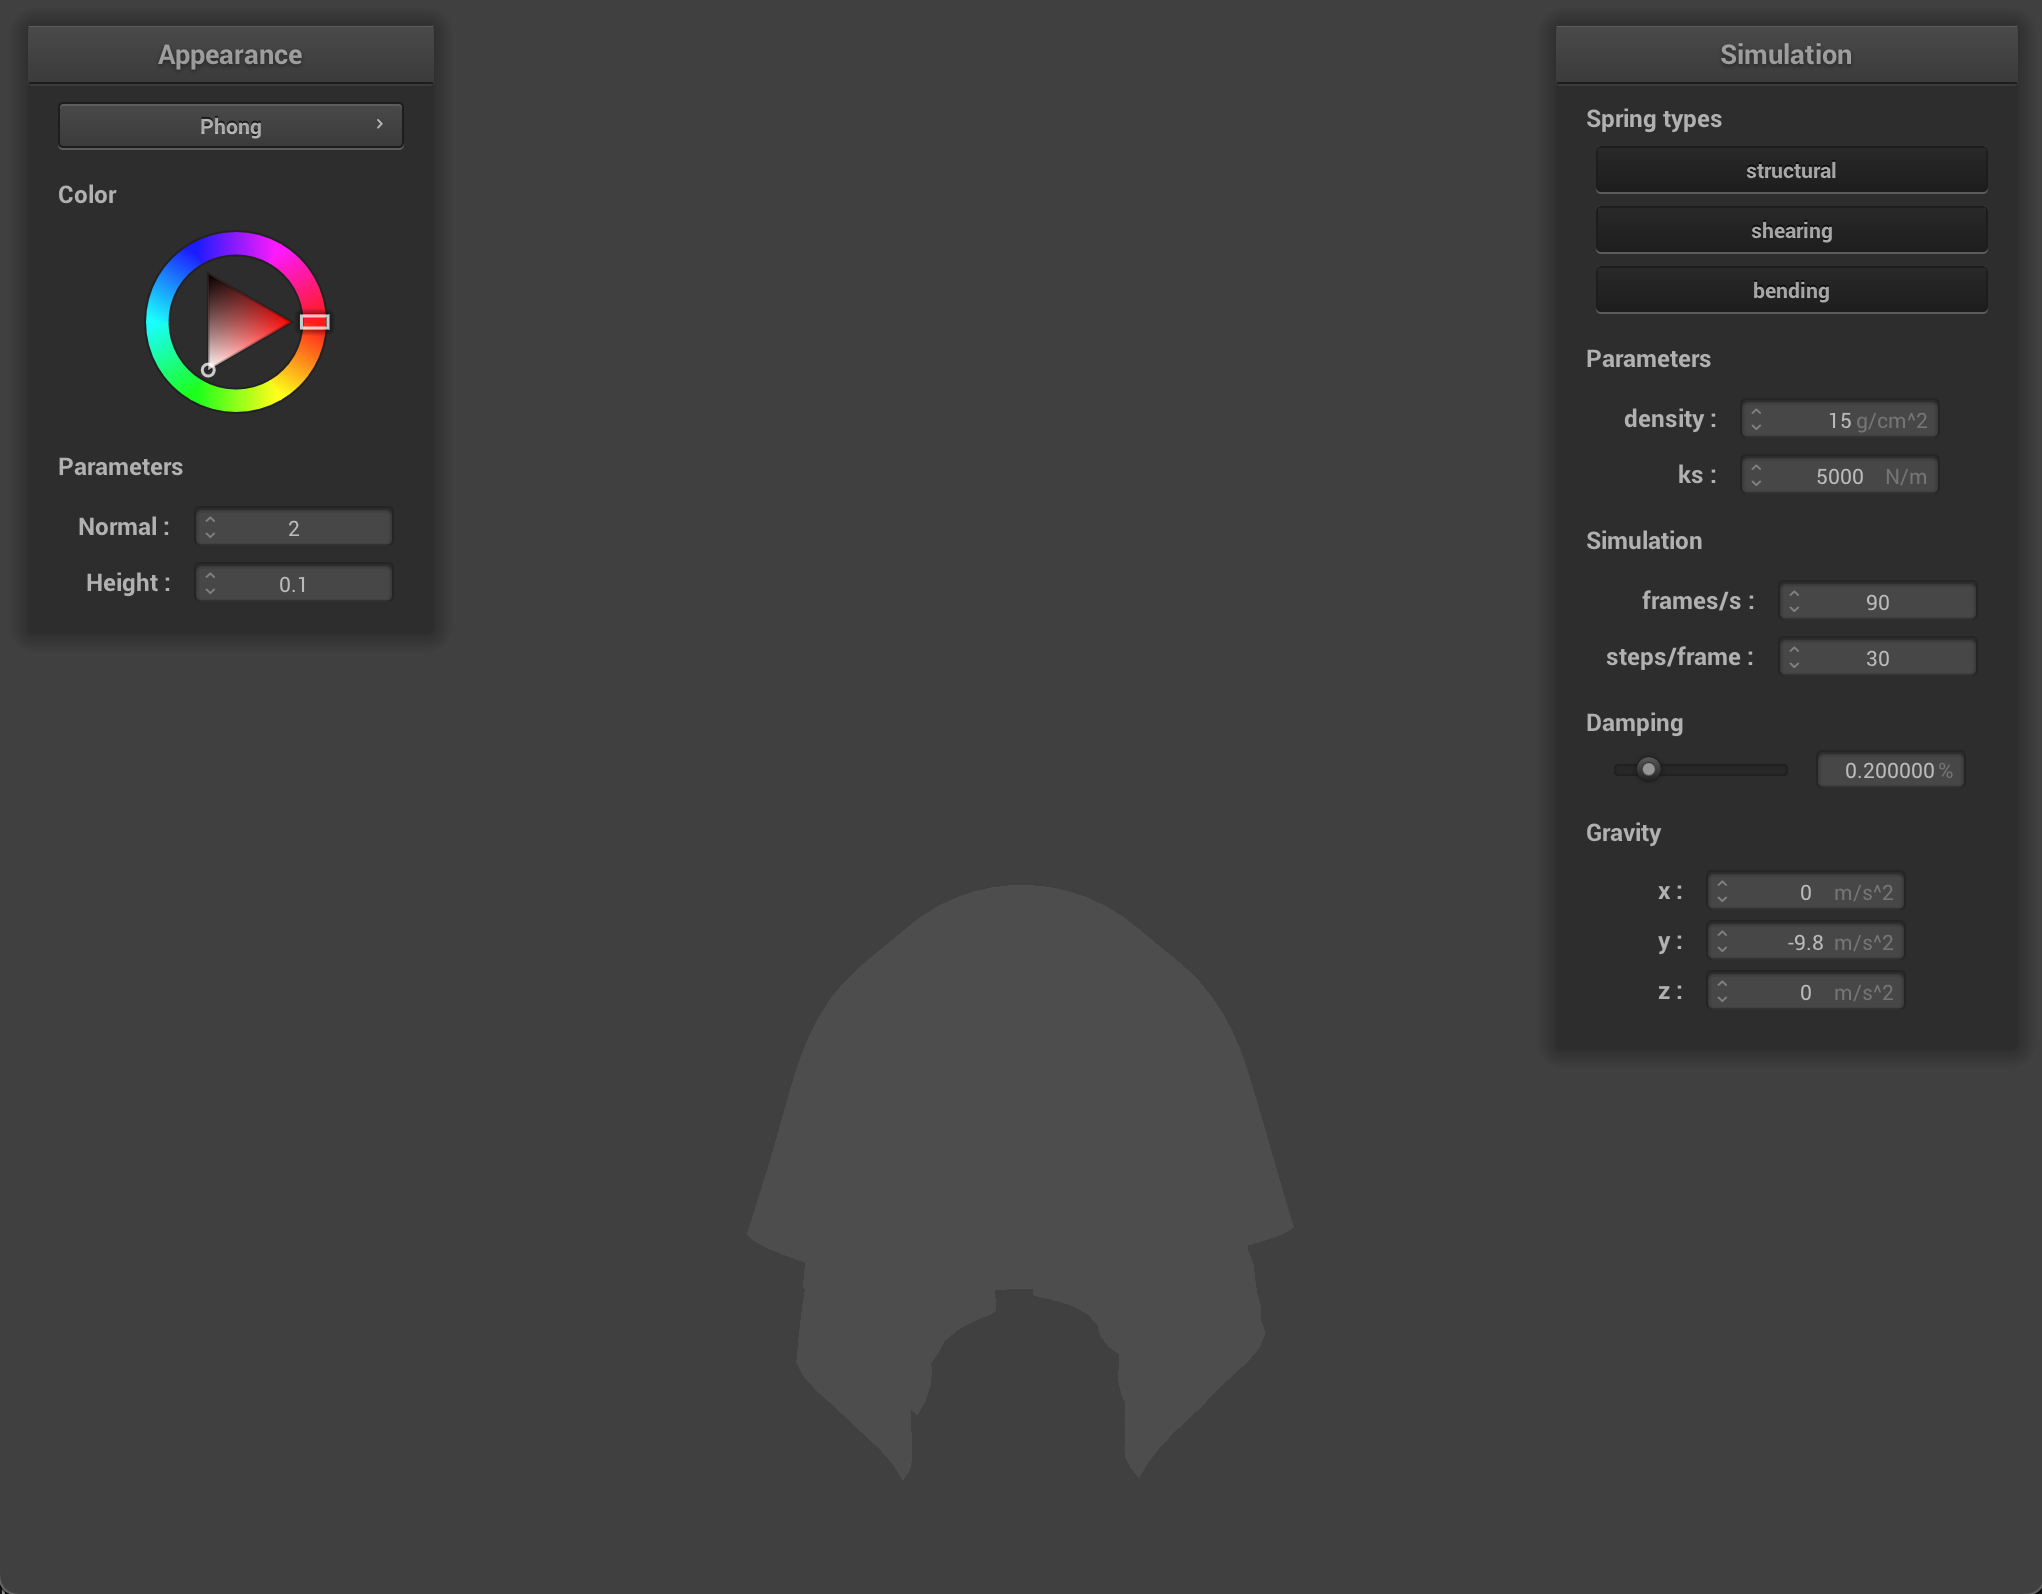 Appearance
Phong
Color
Parameters
Normal : 2
Height : 0.1
Simulation
Spring types
structural
shearing
bending
Parameters
density : 15 g/cm^2
ks : 5000 N/m
Simulation
frames/s : 90
steps/frame : 30
Damping
0.200000 %
Gravity
x : 0 m/s^2
y : -9.8 m/s^2
z : 0 m/s^2